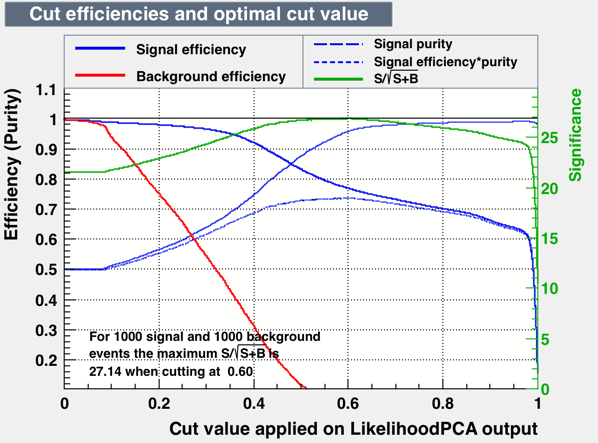 Cut efficiencies and optimal cut value
Signal efficiency
Background efficiency
Signal purity
Signal efficiency*purity
S/√S+B
Efficiency (Purity)
1.1
1
0.9
0.8
0.7
0.6
0.5
0.4
0.3
0.2
Significance
25
20
15
10
5
0
For 1000 signal and 1000 background
events the maximum S/√S+B is
27.14 when cutting at 0.60
0 0.2 0.4 0.6 0.8 1
Cut value applied on LikelihoodPCA output